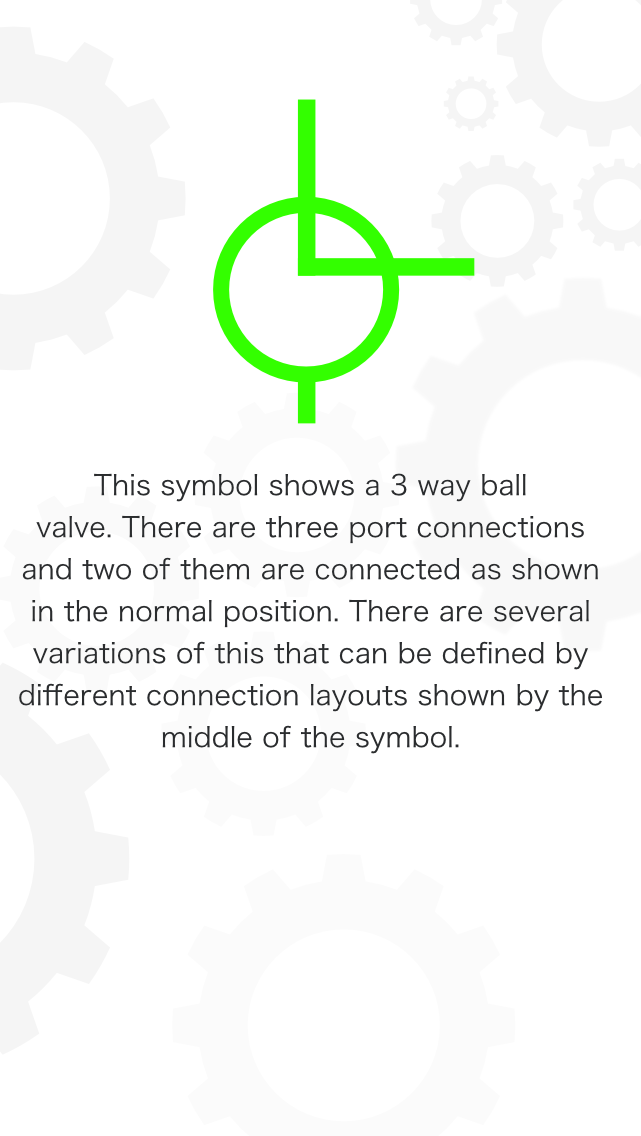 This symbol shows a 3 way ball
valve. There are three port connections
and two of them are connected as shown
in the normal position. There are several
variations of this that can be defined by
different connection layouts shown by the
middle of the symbol.